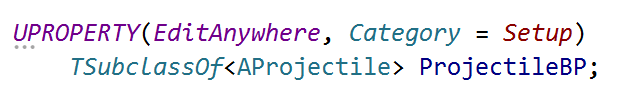 UPROPERTY(EditAnywhere, Category = Setup)
TSubclassOf<AProjectile> ProjectileBP;